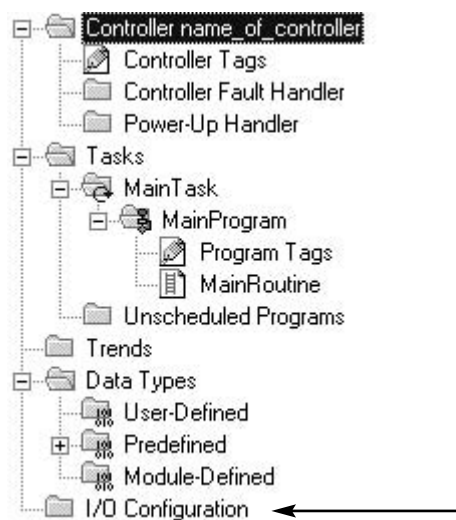 Controller name_of_controller
Controller Tags
Controller Fault Handler
Power-Up Handler
Tasks
MainTask
MainProgram
Program Tags
MainRoutine
Unscheduled Programs
Trends
Data Types
User-Defined
Predefined
Module-Defined
I/O Configuration